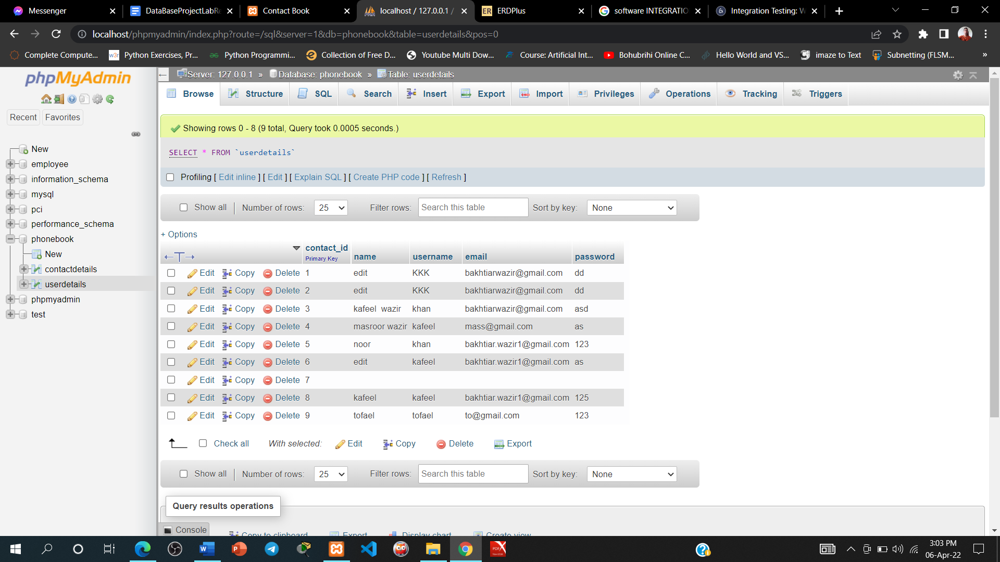 Messenger
DataBaseProjectLabRe
Contact Book
localhost / 127.0.0.1 /
ERDPlus
software INTEGRATIO
Integration Testing: W
localhost/phpmyadmin/index.php?route=/sql&server=1&db=phonebook&table=userdetails&pos=0
Complete Compute...
Python Exercises, Pr...
Python Programmi...
Collection of Free D...
Youtube Multi Dow...
Course: Artificial Int...
Bohubrihi Online C...
Hello World and VS...
imaze to Text
Subnetting (FLSM...
»
phpMyAdmin
Recent
Favorites
New
employee
information_schema
mysql
pci
performance_schema
phonebook
New
contactdetails
userdetails
phpmyadmin
test
Server: 127.0.0.1 » Database: phonebook » Table: userdetails
Browse Structure SQL Search Insert Export Import Privileges Operations Tracking Triggers
Showing rows 0 - 8 (9 total, Query took 0.0005 seconds.)
SELECT * FROM `userdetails`
Profiling [ Edit inline ] [ Edit ] [ Explain SQL ] [ Create PHP code ] [ Refresh ]
Show all Number of rows: 25 Filter rows: Search this table Sort by key: None
+ Options
contact_id name username email password
Primary Key
Edit Copy Delete 1 edit KKK bakhtiarwazir@gmail.com dd
Edit Copy Delete 2 edit KKK bakhtiarwazir@gmail.com dd
Edit Copy Delete 3 kafeel wazir khan bakhtiarwazir@gmail.com asd
Edit Copy Delete 4 masroor wazir kafeel mass@gmail.com as
Edit Copy Delete 5 noor khan bakhtiar.wazir1@gmail.com 123
Edit Copy Delete 6 edit kafeel bakhtiar.wazir1@gmail.com as
Edit Copy Delete 7
Edit Copy Delete 8 kafeel kafeel bakhtiar.wazir1@gmail.com 125
Edit Copy Delete 9 tofael tofael to@gmail.com 123
Check all With selected: Edit Copy Delete Export
Show all Number of rows: 25 Filter rows: Search this table Sort by key: None
Query results operations
Console
Copy to clipboard Export Display chart Create view
3:03 PM
06-Apr-22